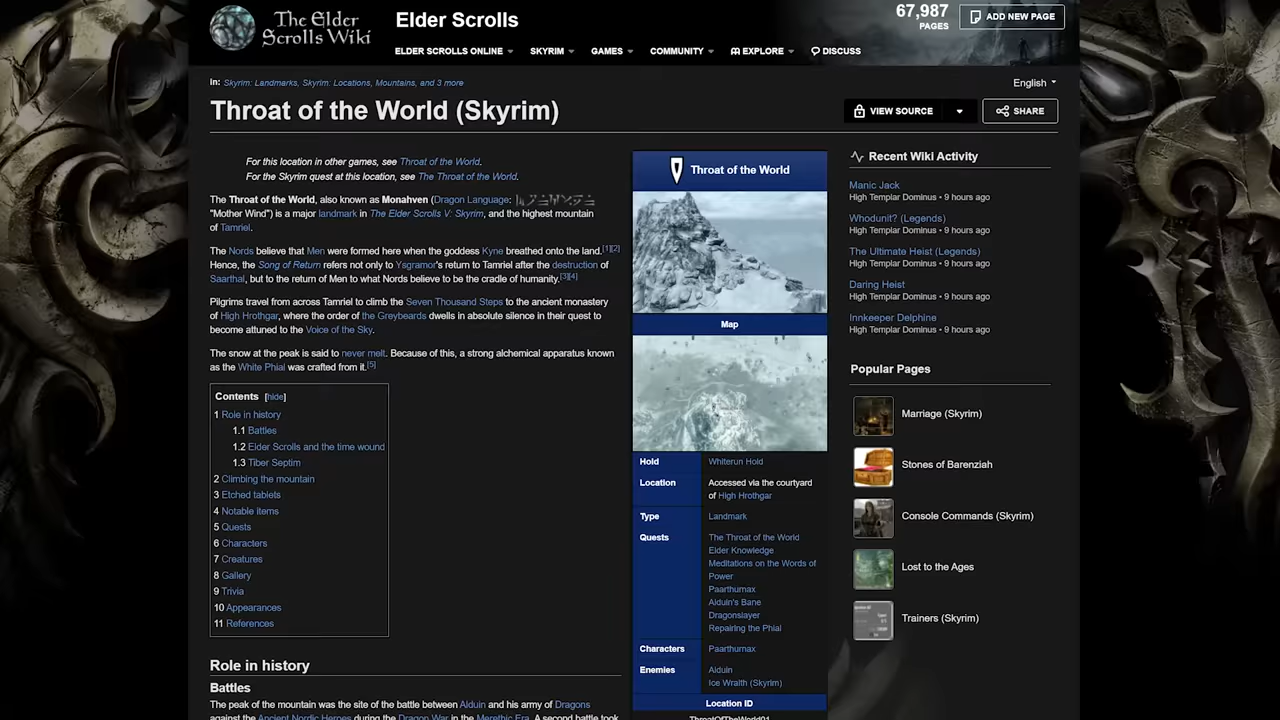 The Elder
Scrolls Wiki
Elder Scrolls
67,987
PAGES
ADD NEW PAGE
ELDER SCROLLS ONLINE
SKYRIM
GAMES
COMMUNITY
EXPLORE
DISCUSS
in: Skyrim: Landmarks, Skyrim: Locations, Mountains, and 3 more
English
Throat of the World (Skyrim)
VIEW SOURCE
SHARE
For this location in other games, see Throat of the World.
For the Skyrim quest at this location, see The Throat of the World.
The Throat of the World, also known as Monahven (Dragon Language:
"Mother Wind") is a major landmark in The Elder Scrolls V: Skyrim, and the highest mountain
of Tamriel.
The Nords believe that Men were formed here when the goddess Kyne breathed onto the land.[1][2]
Hence, the Song of Return refers not only to Ysgramor's return to Tamriel after the destruction of
Saarthal, but to the return of Men to what Nords believe to be the cradle of humanity.[3][4]
Pilgrims travel from across Tamriel to climb the Seven Thousand Steps to the ancient monastery
of High Hrothgar, where the order of the Greybeards dwells in absolute silence in their quest to
become attuned to the Voice of the Sky.
The snow at the peak is said to never melt. Because of this, a strong alchemical apparatus known
as the White Phial was crafted from it.[5]
Contents [hide]
1 Role in history
1.1 Battles
1.2 Elder Scrolls and the time wound
1.3 Tiber Septim
2 Climbing the mountain
3 Etched tablets
4 Notable items
5 Quests
6 Characters
7 Creatures
8 Gallery
9 Trivia
10 Appearances
11 References
Role in history
Battles
The peak of the mountain was the site of the battle between Alduin and his army of Dragons
against the Ancient Nordic Heroes during the Dragon War in the Merethic Era. A second battle took
Throat of the World
Map
Hold Whiterun Hold
Location Accessed via the courtyard
of High Hrothgar
Type Landmark
Quests The Throat of the World
Elder Knowledge
Meditations on the Words of
Power
Paarthurnax
Alduin's Bane
Dragonslayer
Repairing the Phial
Characters Paarthurnax
Enemies Alduin
Ice Wraith (Skyrim)
Location ID
ThroatOfTheWorld01
Recent Wiki Activity
Manic Jack
High Templar Dominus • 9 hours ago
Whodunit? (Legends)
High Templar Dominus • 9 hours ago
The Ultimate Heist (Legends)
High Templar Dominus • 9 hours ago
Daring Heist
High Templar Dominus • 9 hours ago
Innkeeper Delphine
High Templar Dominus • 9 hours ago
Popular Pages
Marriage (Skyrim)
Stones of Barenziah
Console Commands (Skyrim)
Lost to the Ages
Trainers (Skyrim)